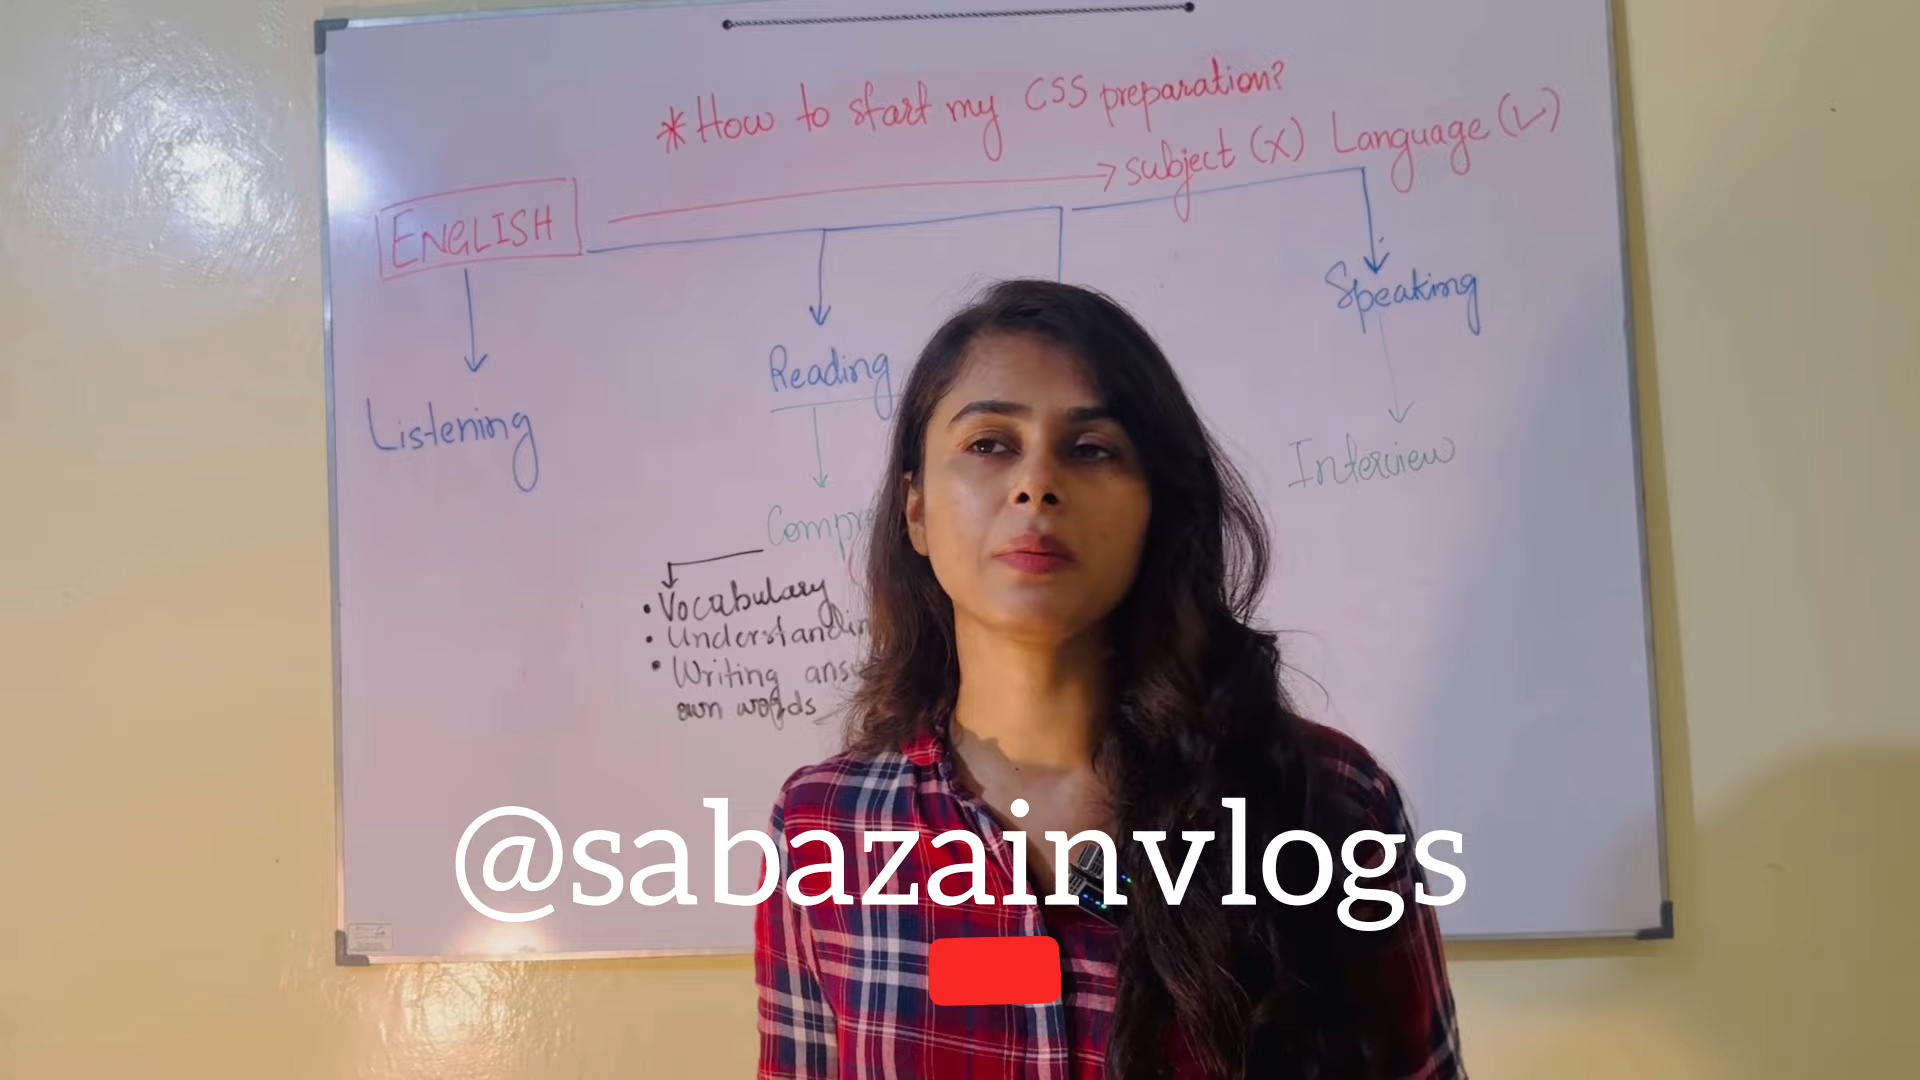 *How to start my CSS preparation?
ENGLISH
subject (X) Language (✓)
Speaking
Reading
Listening
Interview
• Vocabulary
• Understandin
• Writing
own words
@sabazainvlogs